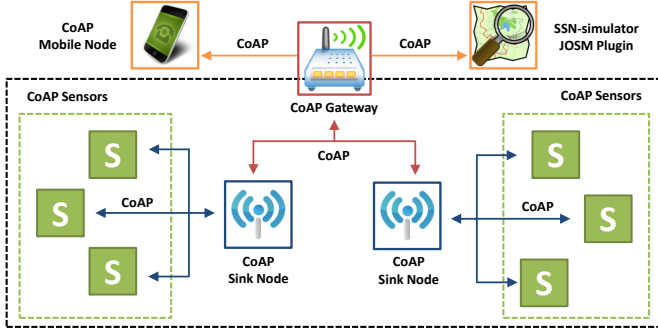 CoAP
Mobile Node
CoAP
CoAP
SSN-simulator
JOSM Plugin
CoAP Sensors
CoAP Gateway
CoAP Sensors
S
S
S
CoAP
CoAP
CoAP
Sink Node
CoAP
Sink Node
CoAP
S
S
S